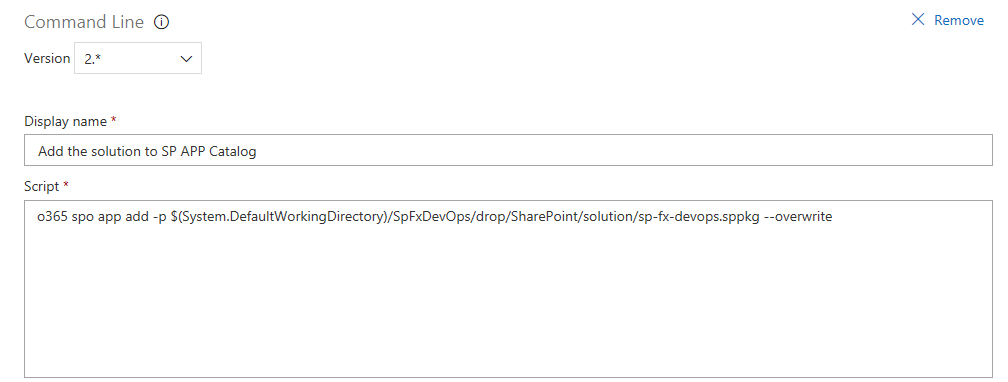 Command Line
Remove
Version 2.*
Display name *
Add the solution to SP APP Catalog
Script *
o365 spo app add -p $(System.DefaultWorkingDirectory)/SpFxDevOps/drop/SharePoint/solution/sp-fx-devops.sppkg --overwrite